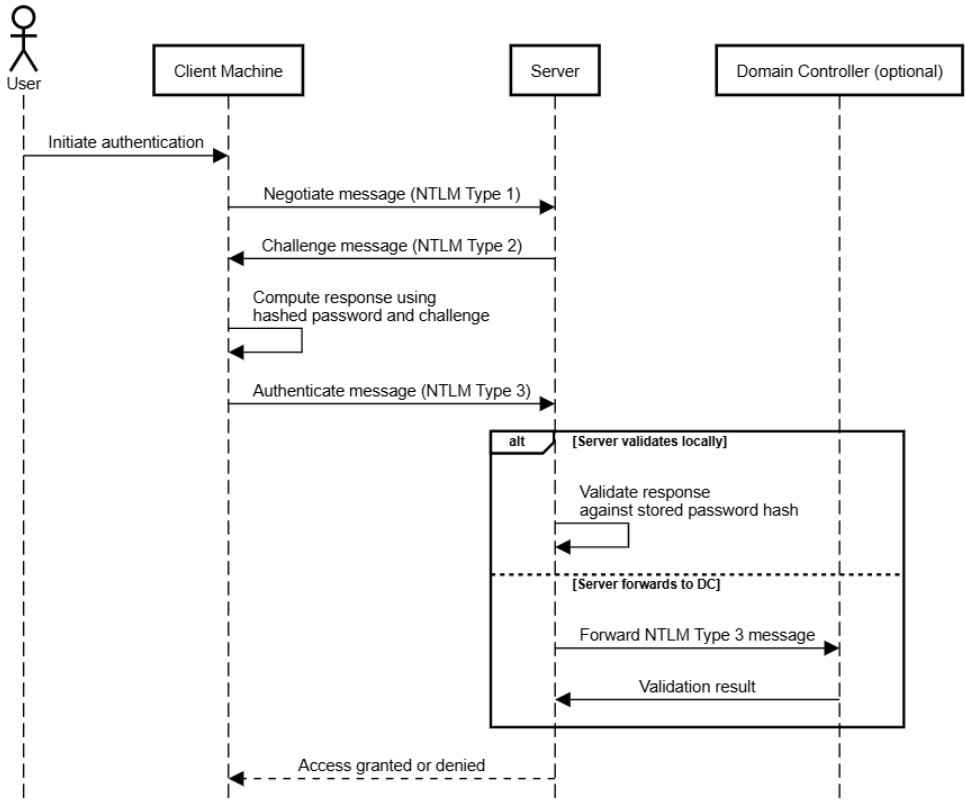 User
Client Machine
Server
Domain Controller (optional)
Initiate authentication
Negotiate message (NTLM Type 1)
Challenge message (NTLM Type 2)
Compute response using
hashed password and challenge
Authenticate message (NTLM Type 3)
alt
[Server validates locally]
Validate response
against stored password hash
[Server forwards to DC]
Forward NTLM Type 3 message
Validation result
Access granted or denied